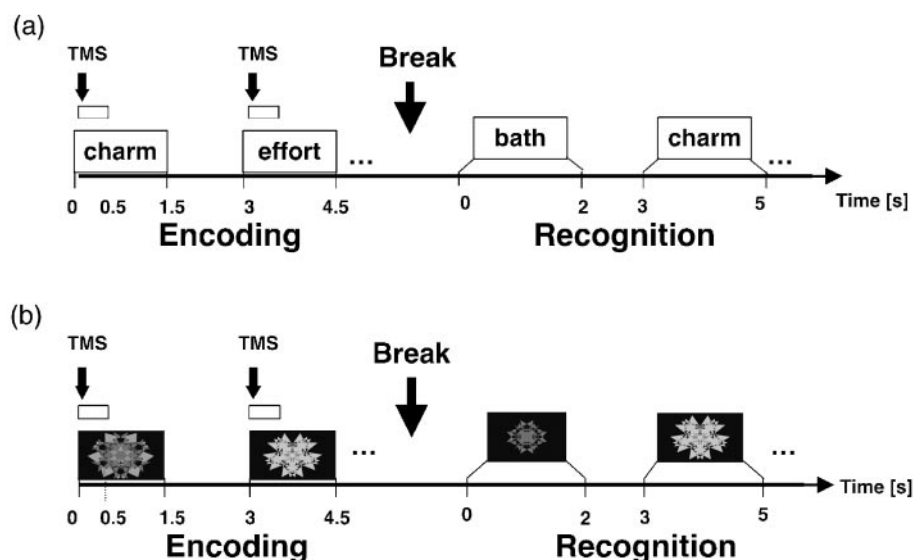 (a)
TMS TMS Break
charm effort ... bath charm ...
0 0.5 1.5 3 4.5 0 2 3 5 Time [s]
Encoding Recognition
(b)
TMS TMS Break
... ...
0 0.5 1.5 3 4.5 0 2 3 5 Time [s]
Encoding Recognition